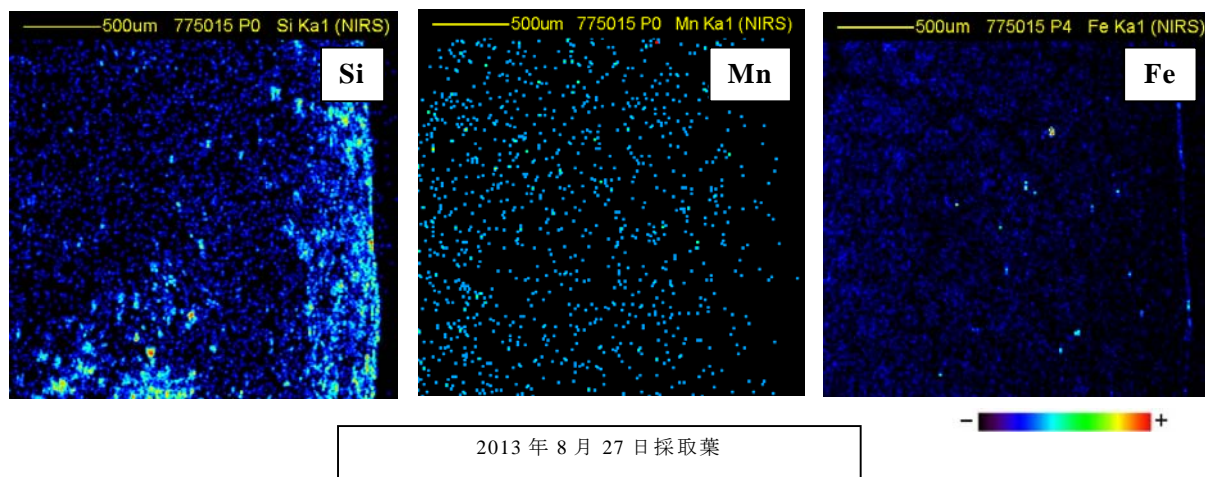 500um 775015 P0 Si Ka1 (NIRS)
Si
500um 775015 P0 Mn Ka1 (NIRS)
Mn
500um 775015 P4 Fe Ka1 (NIRS)
Fe
− +
2013 年 8 月 27 日採取葉